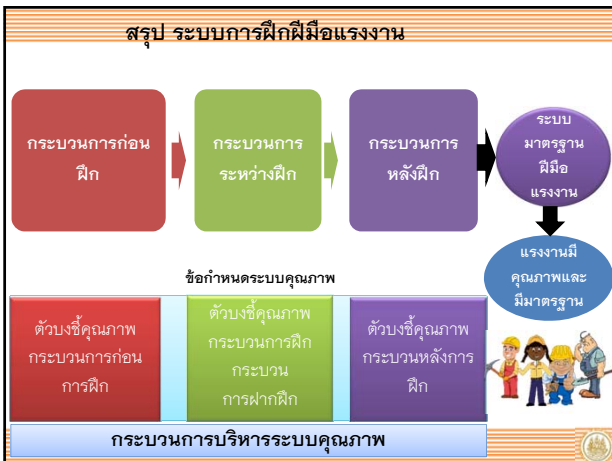 สรุป ระบบการฝึกฝีมือแรงงาน
กระบวนการก่อน
ฝึก
กระบวนการ
ระหว่างฝึก
กระบวนการ
หลังฝึก
ระบบ
มาตรฐาน
ฝีมือ
แรงงาน
แรงงานมี
คุณภาพและ
มีมาตรฐาน
ข้อกำหนดระบบคุณภาพ
ตัวบงชี้คุณภาพ
กระบวนการก่อน
การฝึก
ตัวบงชี้คุณภาพ
กระบวนการฝึก
กระบวน
การฝากฝึก
ตัวบงชี้คุณภาพ
กระบวนหลังการ
ฝึก
กระบวนการบริหารระบบคุณภาพ